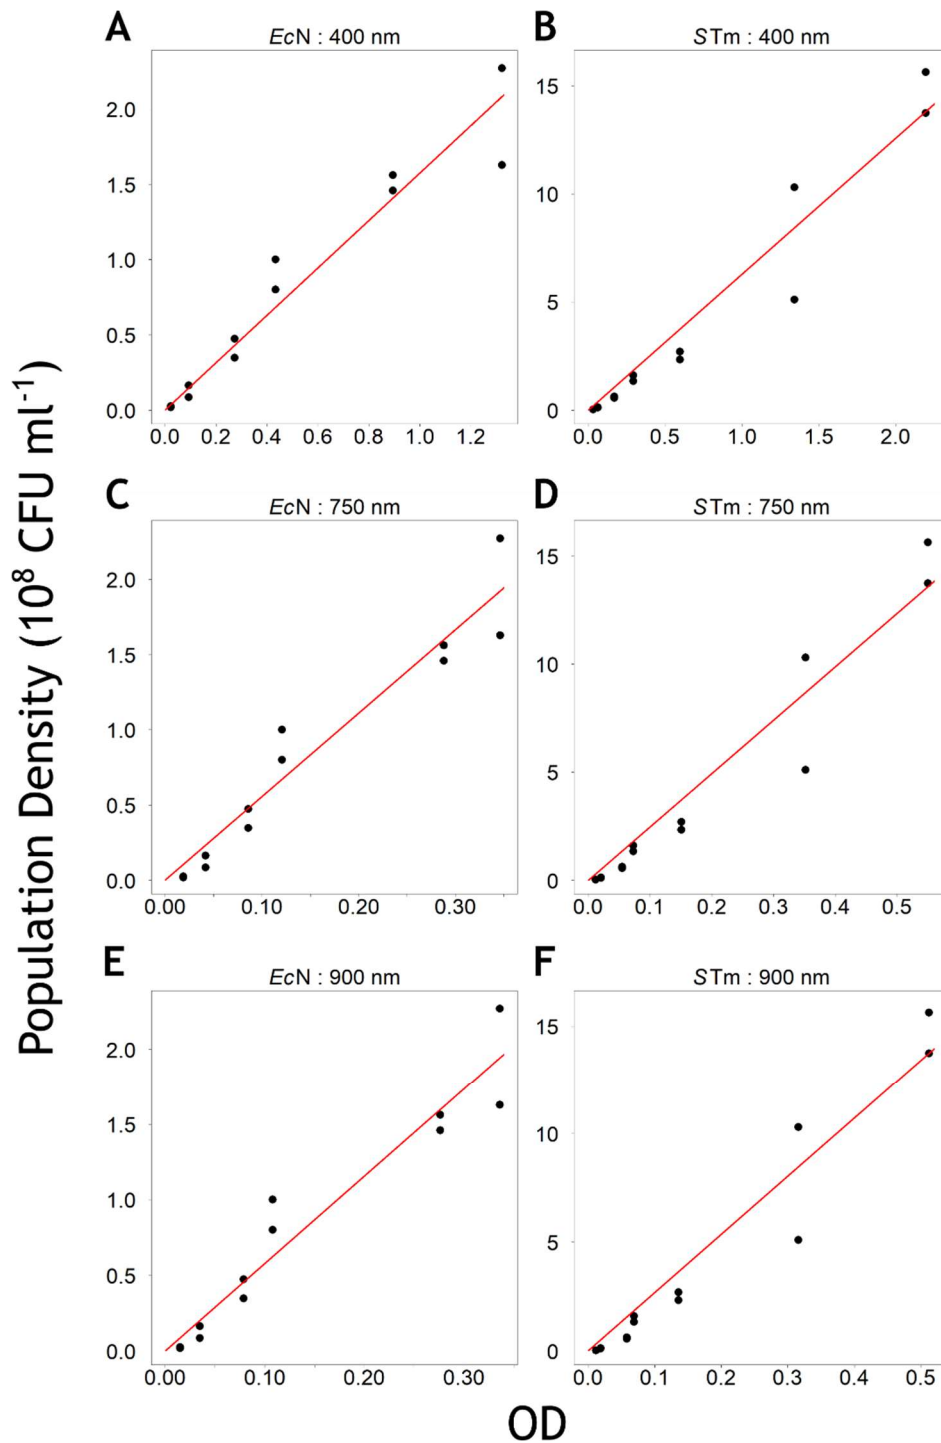 A
EcN : 400 nm
2.0
1.5
1.0
0.5
0.0
0.0 0.2 0.4 0.6 0.8 1.0 1.2
B
STm : 400 nm
15
10
5
0
0.0 0.5 1.0 1.5 2.0
C
EcN : 750 nm
2.0
1.5
1.0
0.5
0.0
0.00 0.10 0.20 0.30
D
STm : 750 nm
15
10
5
0
0.0 0.1 0.2 0.3 0.4 0.5
E
EcN : 900 nm
2.0
1.5
1.0
0.5
0.0
0.00 0.10 0.20 0.30
F
STm : 900 nm
15
10
5
0
0.0 0.1 0.2 0.3 0.4 0.5
Population Density (10⁸ CFU ml⁻¹)
OD